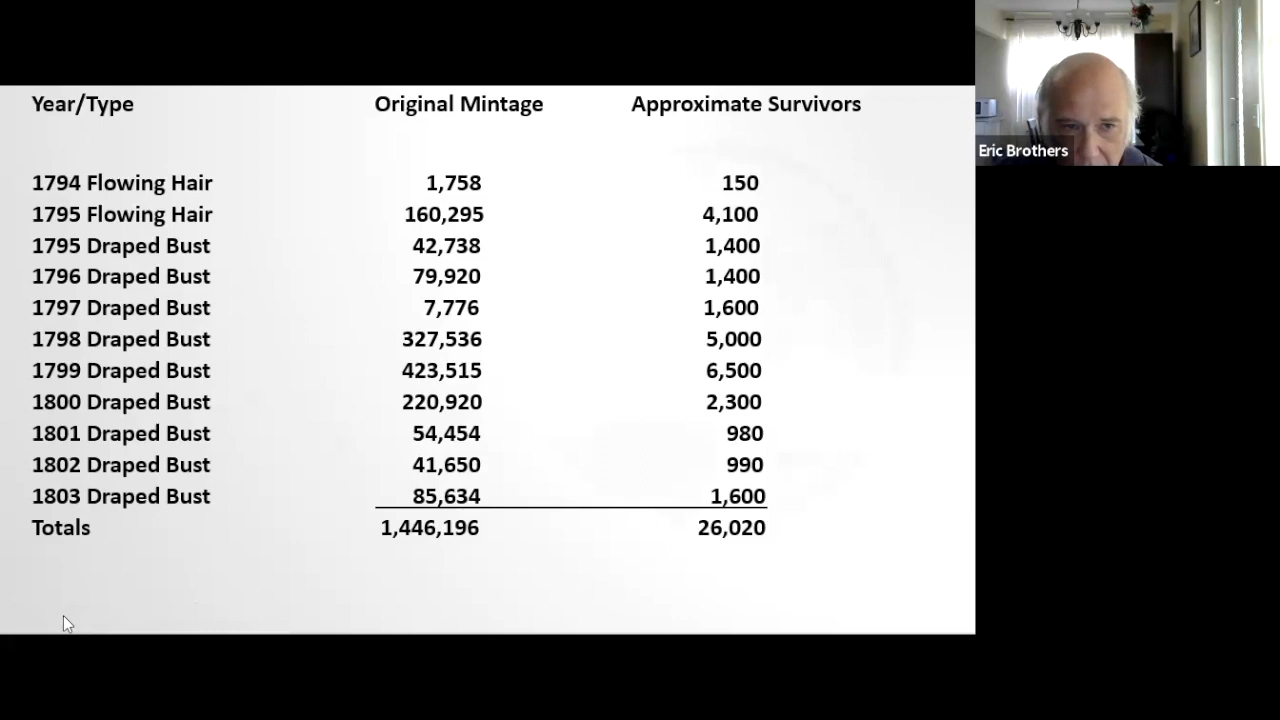 Year/Type Original Mintage Approximate Survivors
1794 Flowing Hair 1,758 150
1795 Flowing Hair 160,295 4,100
1795 Draped Bust 42,738 1,400
1796 Draped Bust 79,920 1,400
1797 Draped Bust 7,776 1,600
1798 Draped Bust 327,536 5,000
1799 Draped Bust 423,515 6,500
1800 Draped Bust 220,920 2,300
1801 Draped Bust 54,454 980
1802 Draped Bust 41,650 990
1803 Draped Bust 85,634 1,600
Totals 1,446,196 26,020
Eric Brothers